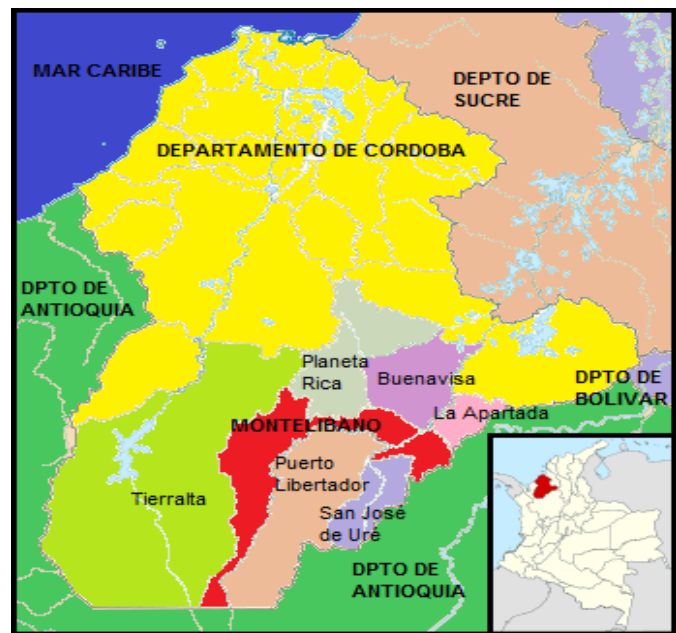 MAR CARIBE
DEPTO DE
SUCRE
DEPARTAMENTO DE CORDOBA
DPTO DE
ANTIOQUIA
Planeta
Rica
Buenavisa
DPTO DE
BOLIVAR
La Apartada
MONTELIBANO
Puerto
Libertador
Tierralta
San José
de Uré
DPTO DE
ANTIOQUIA